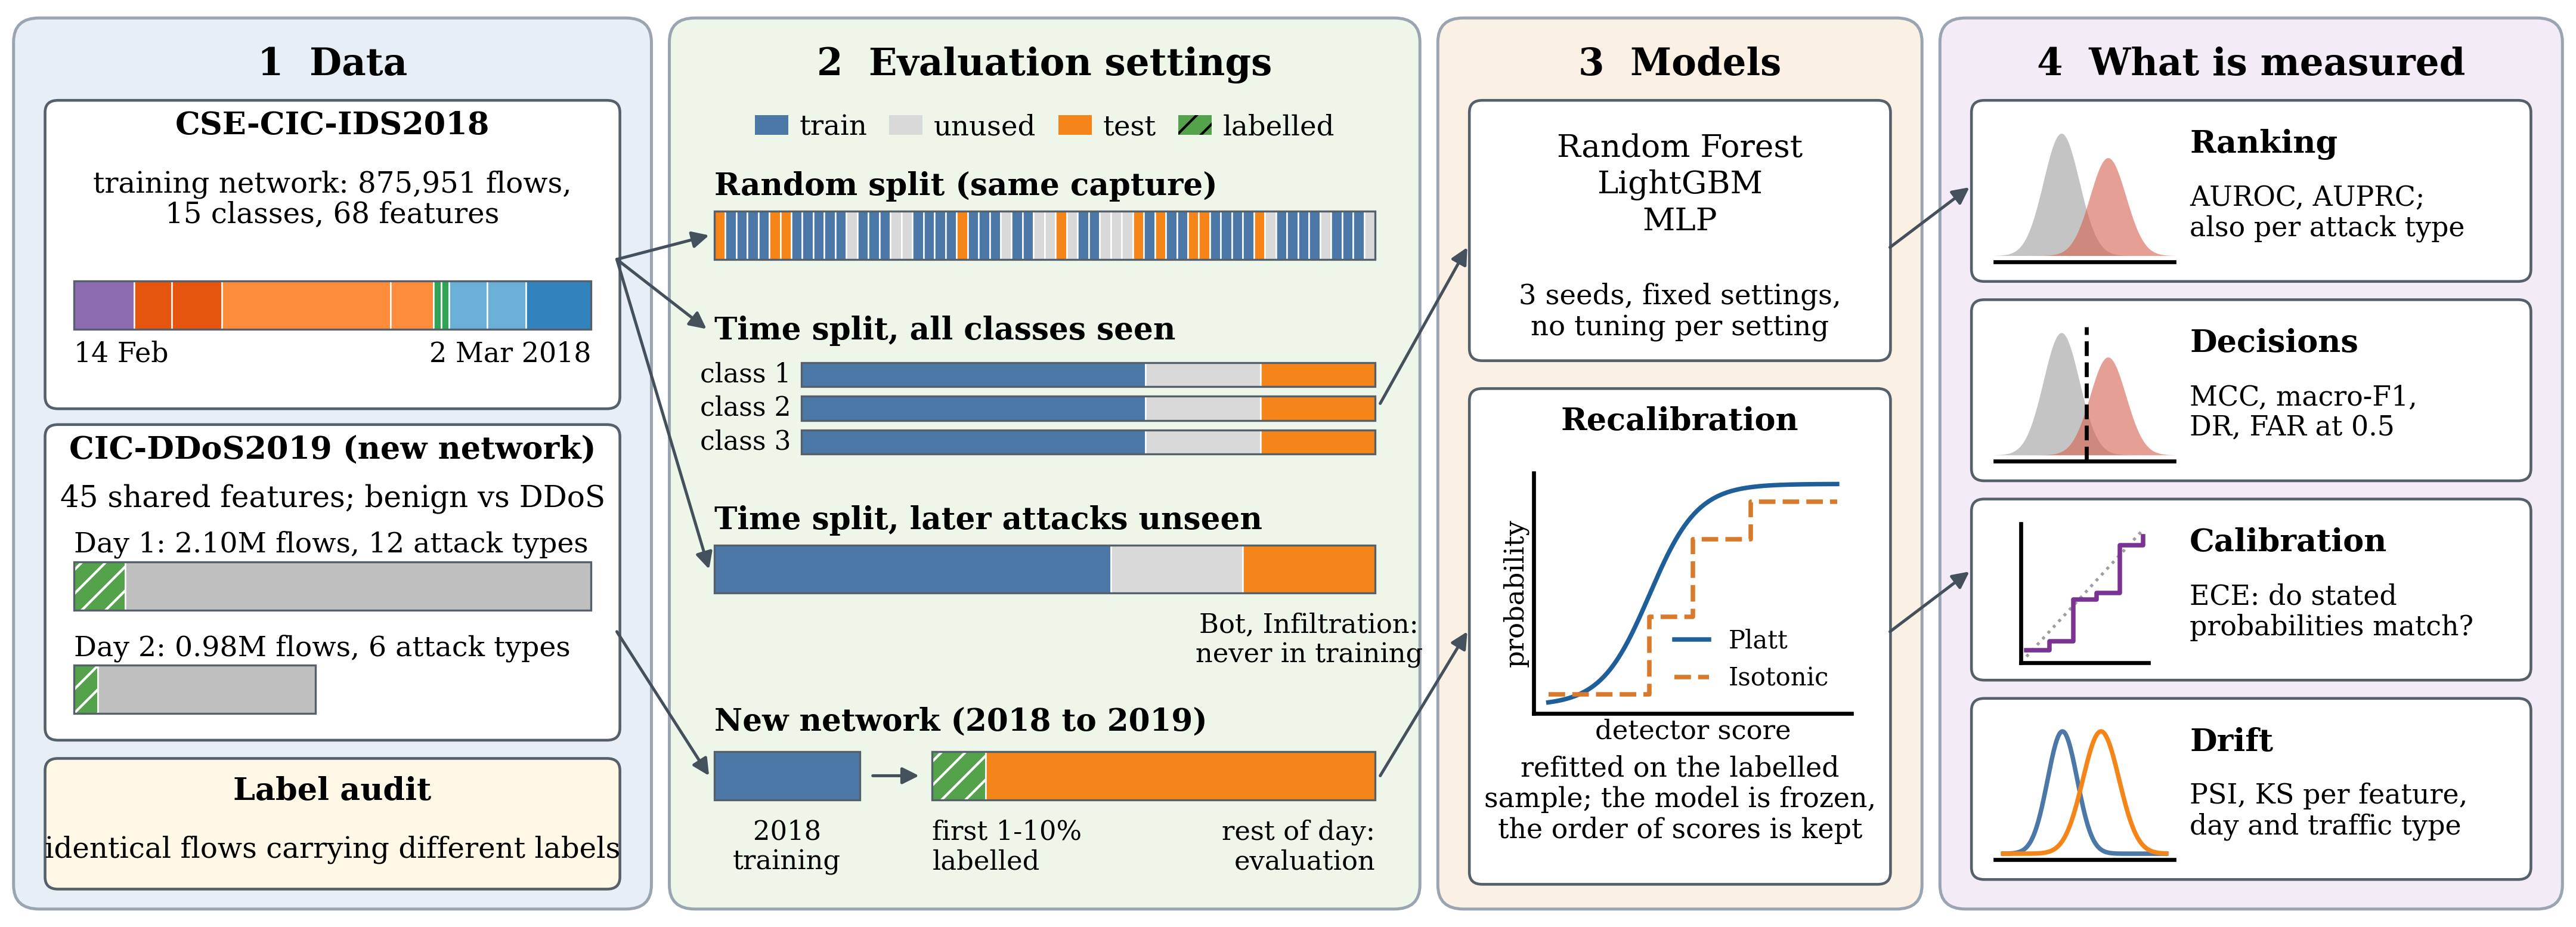 1 Data
CSE-CIC-IDS2018
training network: 875,951 flows,
15 classes, 68 features
14 Feb
2 Mar 2018
CIC-DDoS2019 (new network)
45 shared features; benign vs DDoS
Day 1: 2.10M flows, 12 attack types
Day 2: 0.98M flows, 6 attack types
Label audit
identical flows carrying different labels
2 Evaluation settings
train
unused
test
labelled
Random split (same capture)
Time split, all classes seen
class 1
class 2
class 3
Time split, later attacks unseen
Bot, Infiltration:
never in training
New network (2018 to 2019)
2018
training
first 1-10%
labelled
rest of day:
evaluation
3 Models
Random Forest
LightGBM
MLP
3 seeds, fixed settings,
no tuning per setting
Recalibration
probability
Platt
Isotonic
detector score
refitted on the labelled
sample; the model is frozen,
the order of scores is kept
4 What is measured
Ranking
AUROC, AUPRC;
also per attack type
Decisions
MCC, macro-F1,
DR, FAR at 0.5
Calibration
ECE: do stated
probabilities match?
Drift
PSI, KS per feature,
day and traffic type